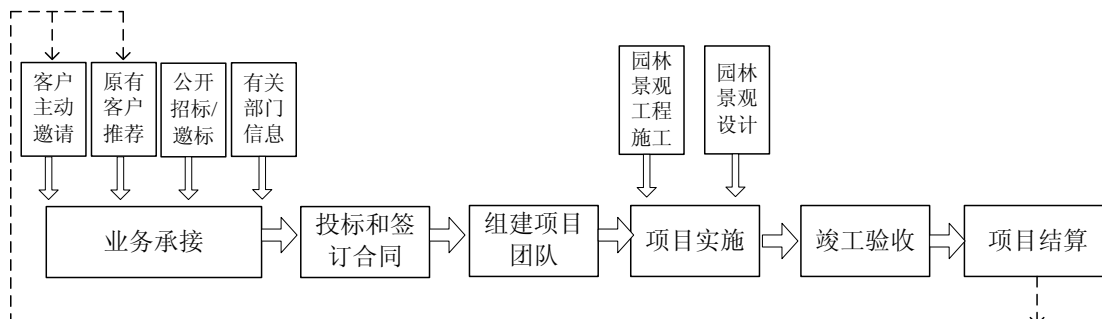 客户
主动
邀请
原有
客户
推荐
公开
招标/
邀标
有关
部门
信息
园林
景观
工程
施工
园林
景观
设计
业务承接
投标和签
订合同
组建项目
团队
项目实施
竣工验收
项目结算